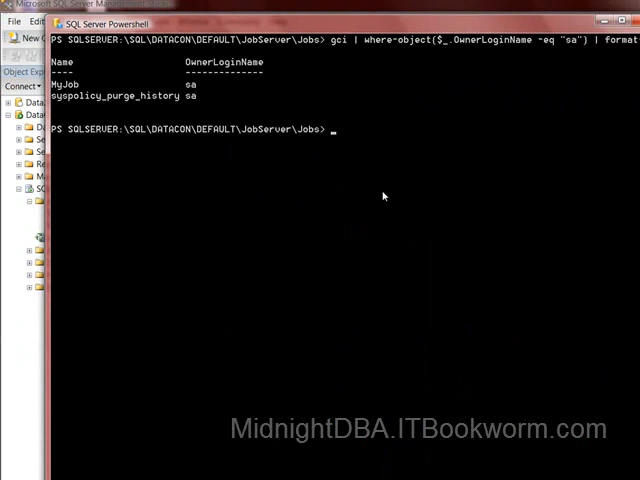 Microsoft SQL Server Management Studio
File
SQL Server Powershell
New
Object Exp
Connect
Data
Data
PS SQLSERVER:\SQL\DATACON\DEFAULT\JobServer\Jobs> gci | where-object{$_.OwnerLoginName -eq "sa"} | format
Name OwnerLoginName
---- --------------
MyJob sa
syspolicy_purge_history sa
PS SQLSERVER:\SQL\DATACON\DEFAULT\JobServer\Jobs> _
MidnightDBA.ITBookworm.com